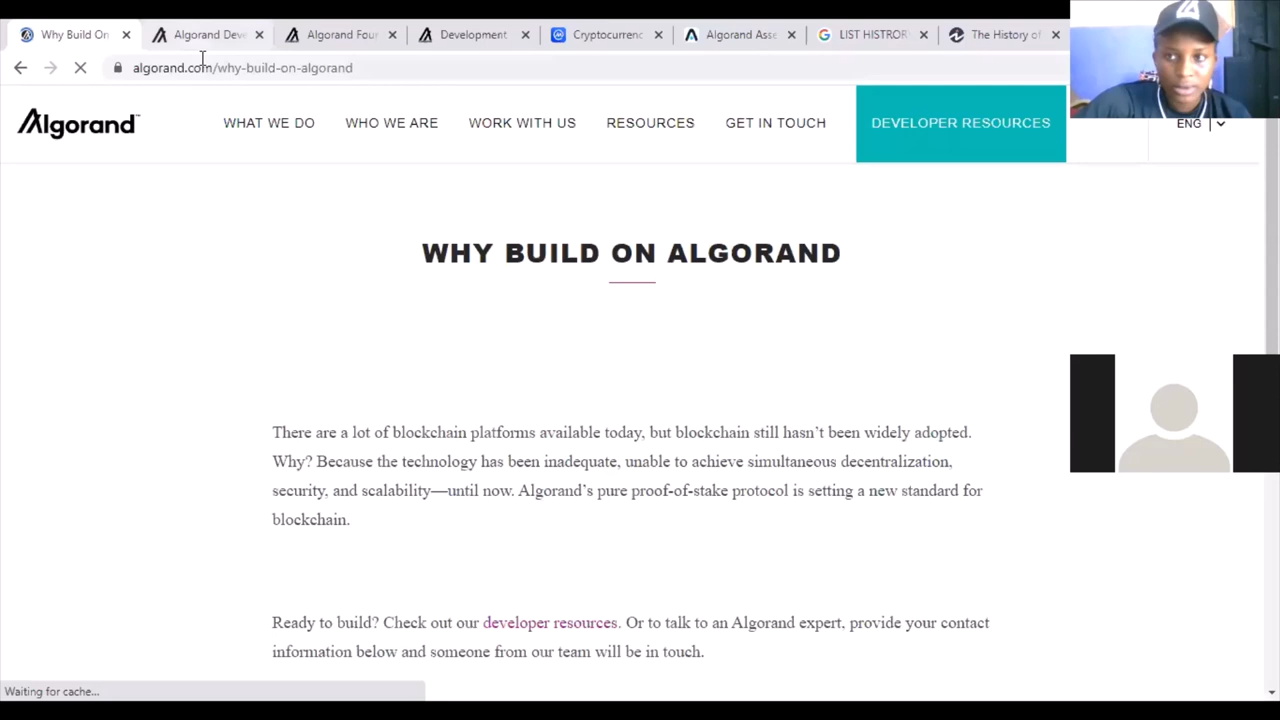 Why Build On
Algorand Dev
Algorand Fou
Development
Cryptocurrenc
Algorand Ass
LIST HISTROR
The History of
algorand.com/why-build-on-algorand
Algorand™
WHAT WE DO
WHO WE ARE
WORK WITH US
RESOURCES
GET IN TOUCH
DEVELOPER RESOURCES
ENG
WHY BUILD ON ALGORAND
There are a lot of blockchain platforms available today, but blockchain still hasn’t been widely adopted.
Why? Because the technology has been inadequate, unable to achieve simultaneous decentralization,
security, and scalability—until now. Algorand’s pure proof-of-stake protocol is setting a new standard for
blockchain.
Ready to build? Check out our developer resources. Or to talk to an Algorand expert, provide your contact
information below and someone from our team will be in touch.
Waiting for cache...